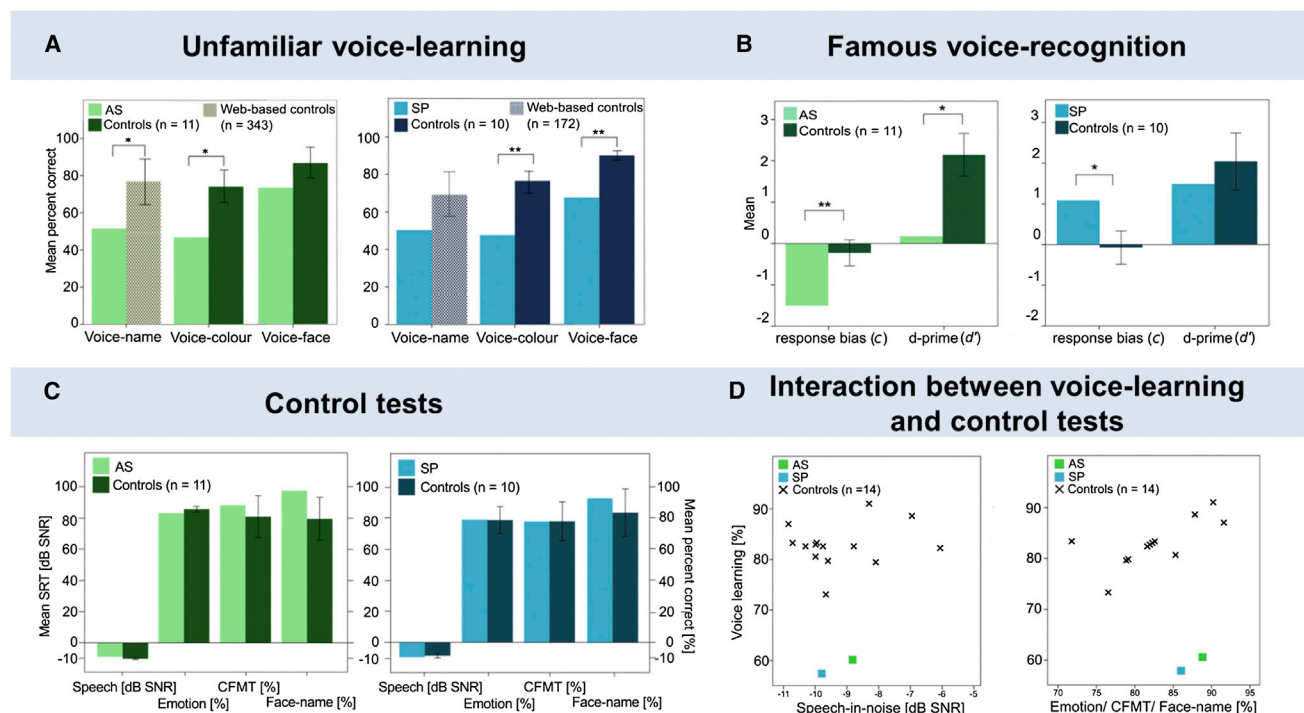 A
Unfamiliar voice-learning
AS
Controls (n = 11)
Web-based controls
(n = 343)
*
*
Mean percent correct
100
80
60
40
20
0
Voice-name
Voice-colour
Voice-face
SP
Controls (n = 10)
Web-based controls
(n = 172)
**
**
100
80
60
40
20
0
Voice-name
Voice-colour
Voice-face
B
Famous voice-recognition
AS
Controls (n = 11)
*
**
Mean
3
2
1
0
-1
-2
response bias (c)
d-prime (d')
SP
Controls (n = 10)
*
3
2
1
0
-1
-2
response bias (c)
d-prime (d')
C
Control tests
AS
Controls (n = 11)
Mean SRT [dB SNR]
100
80
60
40
20
0
-10
100
80
60
40
20
0
-10
Speech [dB SNR]
CFMT [%]
Emotion [%]
Face-name [%]
SP
Controls (n = 10)
100
80
60
40
20
0
-10
Mean percent correct [%]
Speech [dB SNR]
CFMT [%]
Emotion [%]
Face-name [%]
D
Interaction between voice-learning
and control tests
AS
SP
Controls (n =14)
Voice learning [%]
90
80
70
60
-11 -10 -9 -8 -7 -6 -5
Speech-in-noise [dB SNR]
AS
SP
Controls (n = 14)
90
80
70
60
70 75 80 85 90 95
Emotion/ CFMT/ Face-name [%]